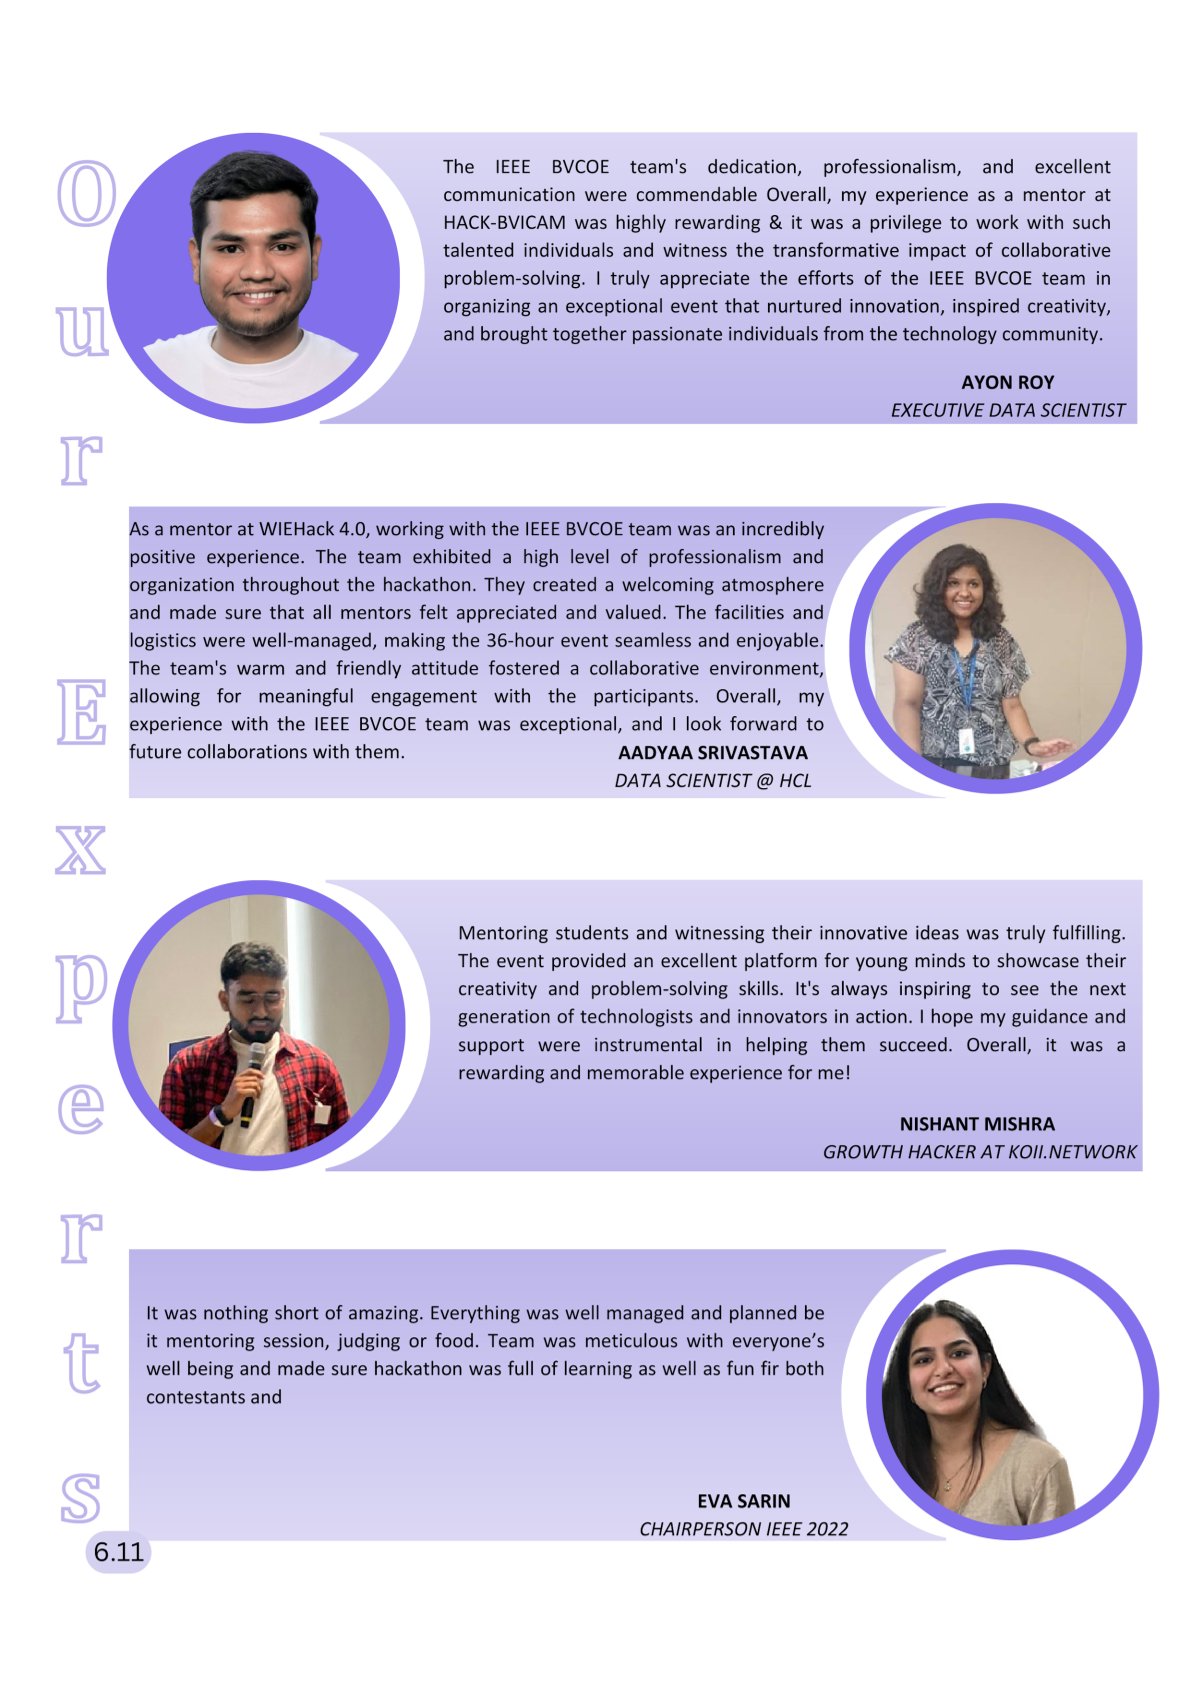 Our Experts
The IEEE BVCOE team's dedication, professionalism, and excellent
communication were commendable Overall, my experience as a mentor at
HACK-BVICAM was highly rewarding & it was a privilege to work with such
talented individuals and witness the transformative impact of collaborative
problem-solving. I truly appreciate the efforts of the IEEE BVCOE team in
organizing an exceptional event that nurtured innovation, inspired creativity,
and brought together passionate individuals from the technology community.
AYON ROY
EXECUTIVE DATA SCIENTIST
As a mentor at WIEHack 4.0, working with the IEEE BVCOE team was an incredibly
positive experience. The team exhibited a high level of professionalism and
organization throughout the hackathon. They created a welcoming atmosphere
and made sure that all mentors felt appreciated and valued. The facilities and
logistics were well-managed, making the 36-hour event seamless and enjoyable.
The team's warm and friendly attitude fostered a collaborative environment,
allowing for meaningful engagement with the participants. Overall, my
experience with the IEEE BVCOE team was exceptional, and I look forward to
future collaborations with them.
AADYAA SRIVASTAVA
DATA SCIENTIST @ HCL
Mentoring students and witnessing their innovative ideas was truly fulfilling.
The event provided an excellent platform for young minds to showcase their
creativity and problem-solving skills. It's always inspiring to see the next
generation of technologists and innovators in action. I hope my guidance and
support were instrumental in helping them succeed. Overall, it was a
rewarding and memorable experience for me!
NISHANT MISHRA
GROWTH HACKER AT KOII.NETWORK
It was nothing short of amazing. Everything was well managed and planned be
it mentoring session, judging or food. Team was meticulous with everyone’s
well being and made sure hackathon was full of learning as well as fun fir both
contestants and
EVA SARIN
CHAIRPERSON IEEE 2022
6.11